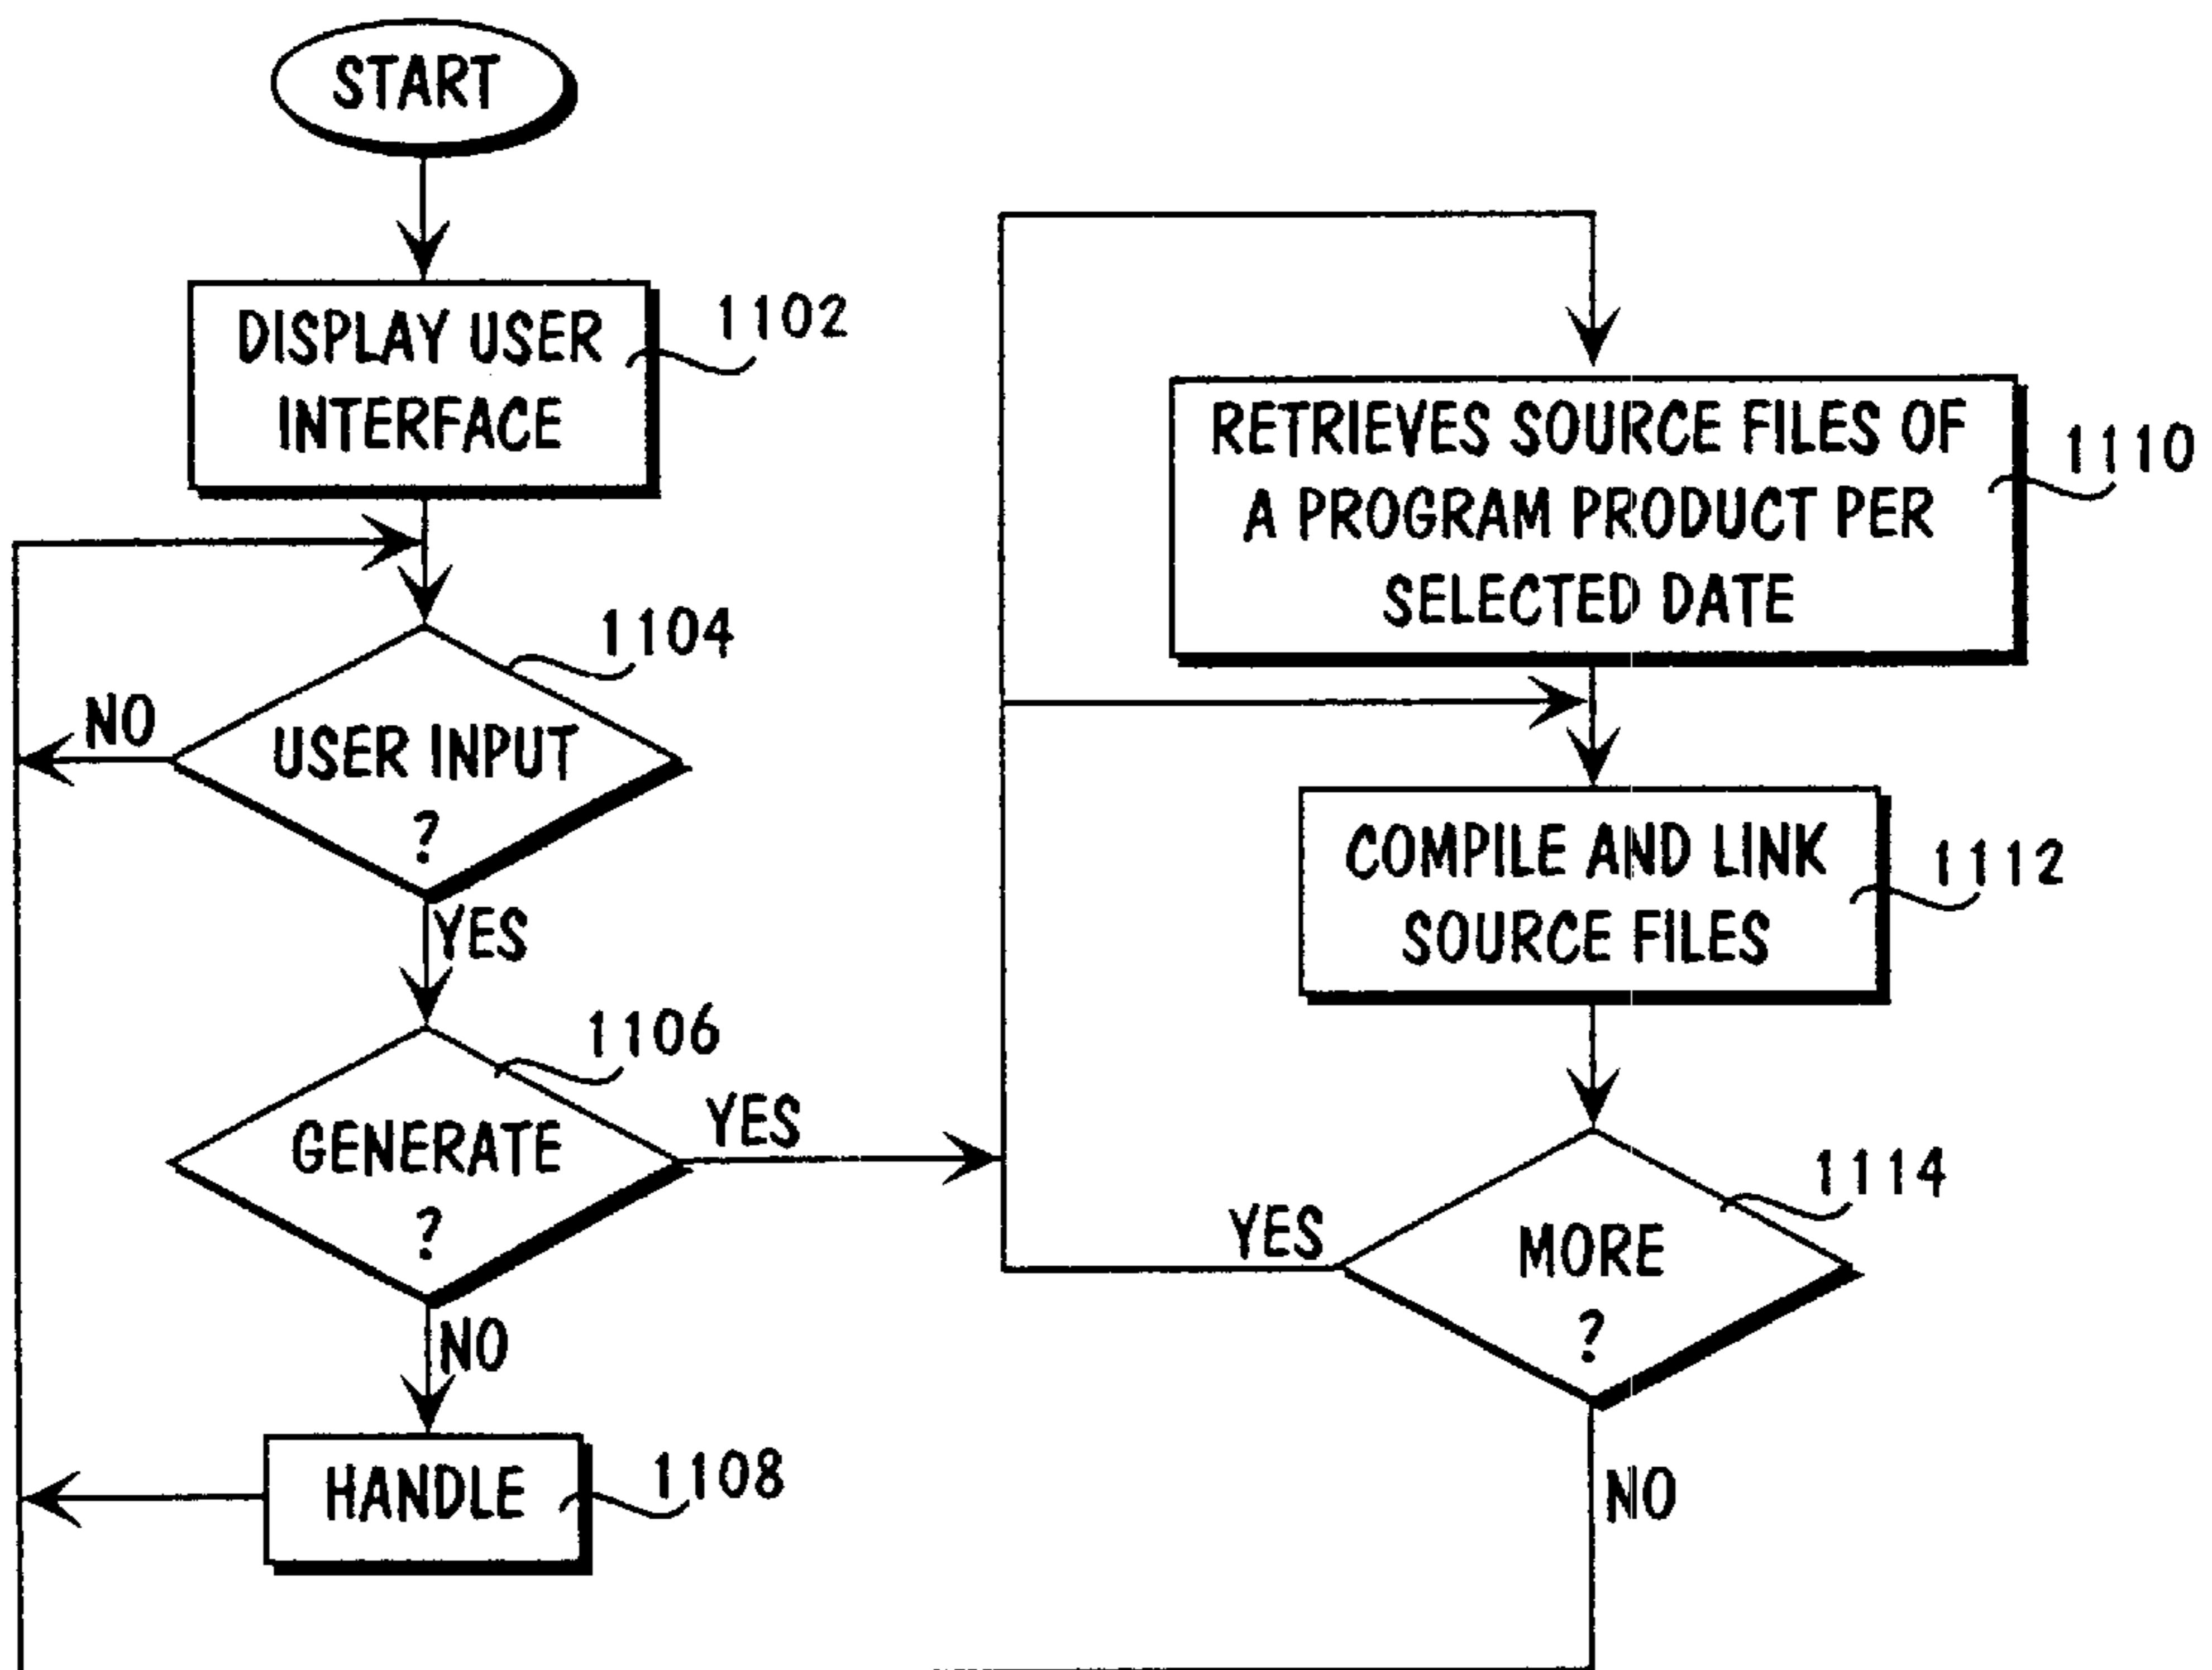 START
DISPLAY USER
INTERFACE
1102
1104
NO
USER INPUT
?
YES
1106
GENERATE
?
YES
NO
HANDLE
1108
RETRIEVES SOURCE FILES OF
A PROGRAM PRODUCT PER
SELECTED DATE
1110
COMPILE AND LINK
SOURCE FILES
1112
1114
YES
MORE
?
NO